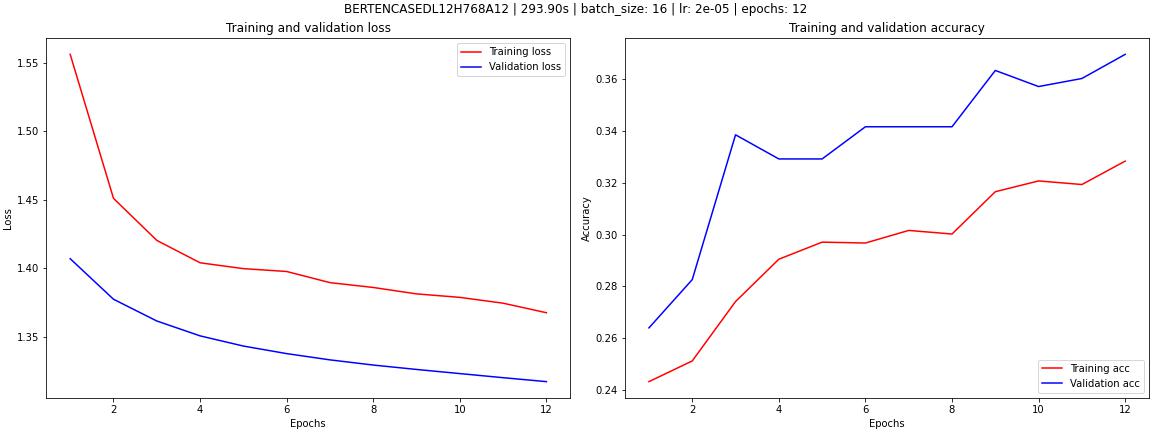 BERTENCASEDL12H768A12 | 293.90s | batch_size: 16 | lr: 2e-05 | epochs: 12
Training and validation loss
Training loss
Validation loss
1.55
1.50
1.45
1.40
1.35
Loss
2 4 6 8 10 12
Epochs
Training and validation accuracy
0.36
0.34
0.32
0.30
0.28
0.26
0.24
Accuracy
Training acc
Validation acc
2 4 6 8 10 12
Epochs